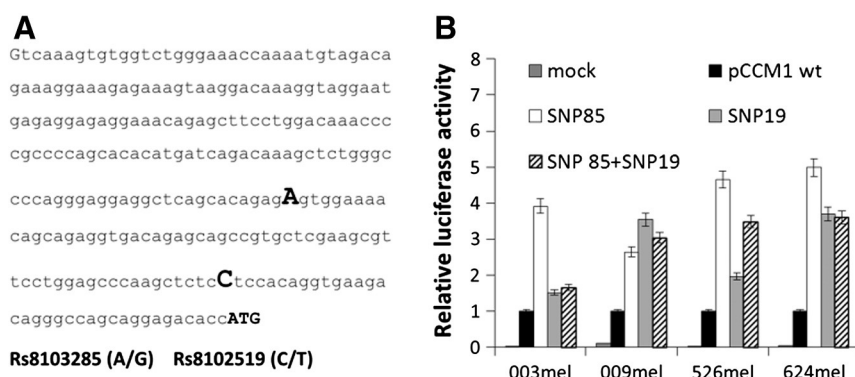 A
Gtcaaagtgtggtctgggaaaccaaaatgtagaca
gaaaggaaagagaaagtaaggacaaaggtaggaat
gagaggagaggaaacagagcttcctggacaaaccc
cgccccagcacacatgatcagacaaagctctgggc
cccagggaggaggctcagcacagagAgtggaaaa
cagcagaggtgacagagcagccgtgctcgaagcgt
tcctggagcccaagctctcCtccacaggtgaaga
cagggccagcaggagacaccATG
Rs8103285 (A/G) Rs8102519 (C/T)
B
Relative luciferase activity
8
7
6
5
4
3
2
1
0
mock
pCCM1 wt
SNP85
SNP19
SNP 85+SNP19
003mel
009mel
526mel
624mel